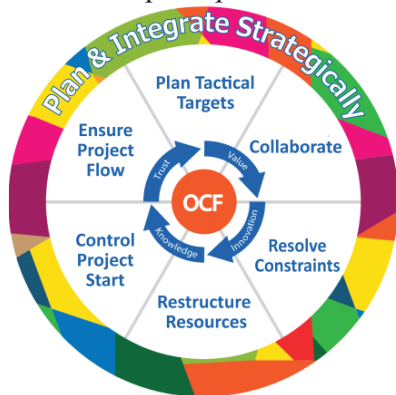 Plan & Integrate Strategically
Plan Tactical
Targets
Ensure
Project
Flow
Collaborate
Trust
Value
OCF
Knowledge
Innovation
Control
Project
Start
Resolve
Constraints
Restructure
Resources